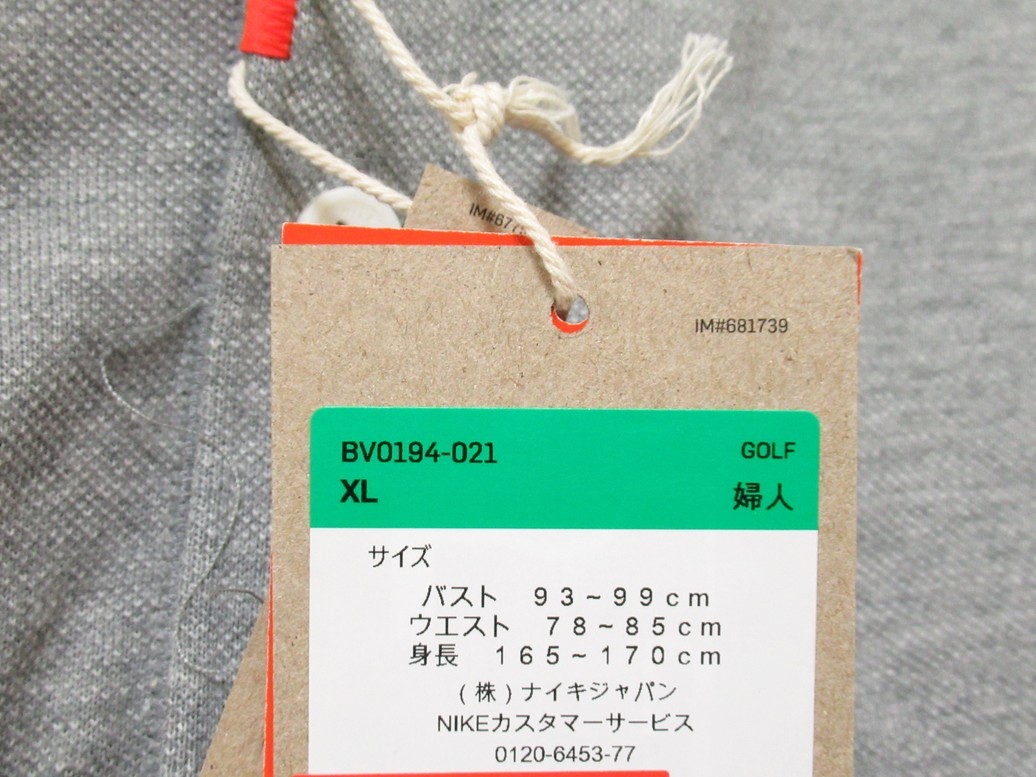 IM#677
IM#681739
BV0194-021
GOLF
XL
婦人
サイズ
バスト 93~99cm
ウエスト 78~85cm
身長 165~170cm
(株)ナイキジャパン
NIKEカスタマーサービス
0120-6453-77